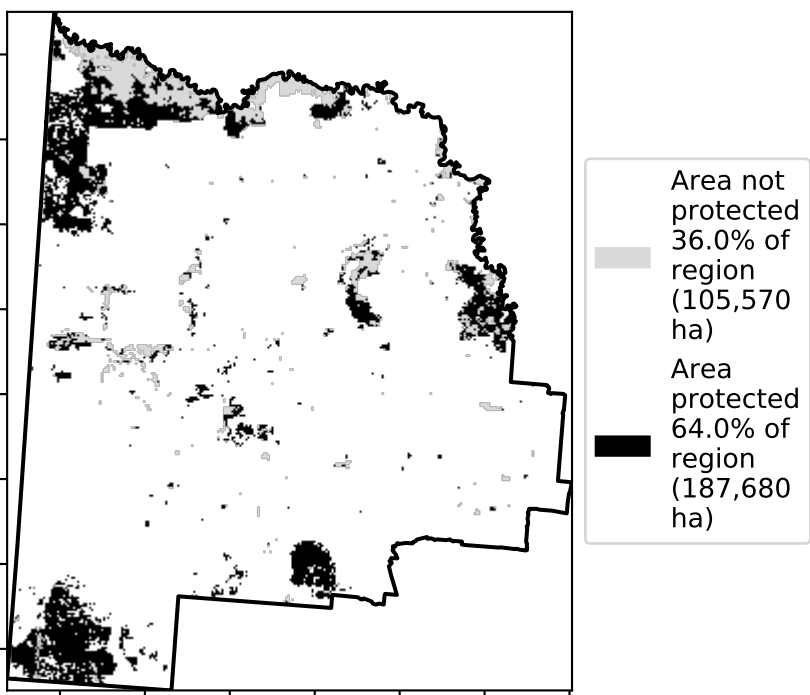 Area not
protected
36.0% of
region
(105,570
ha)
Area
protected
64.0% of
region
(187,680
ha)